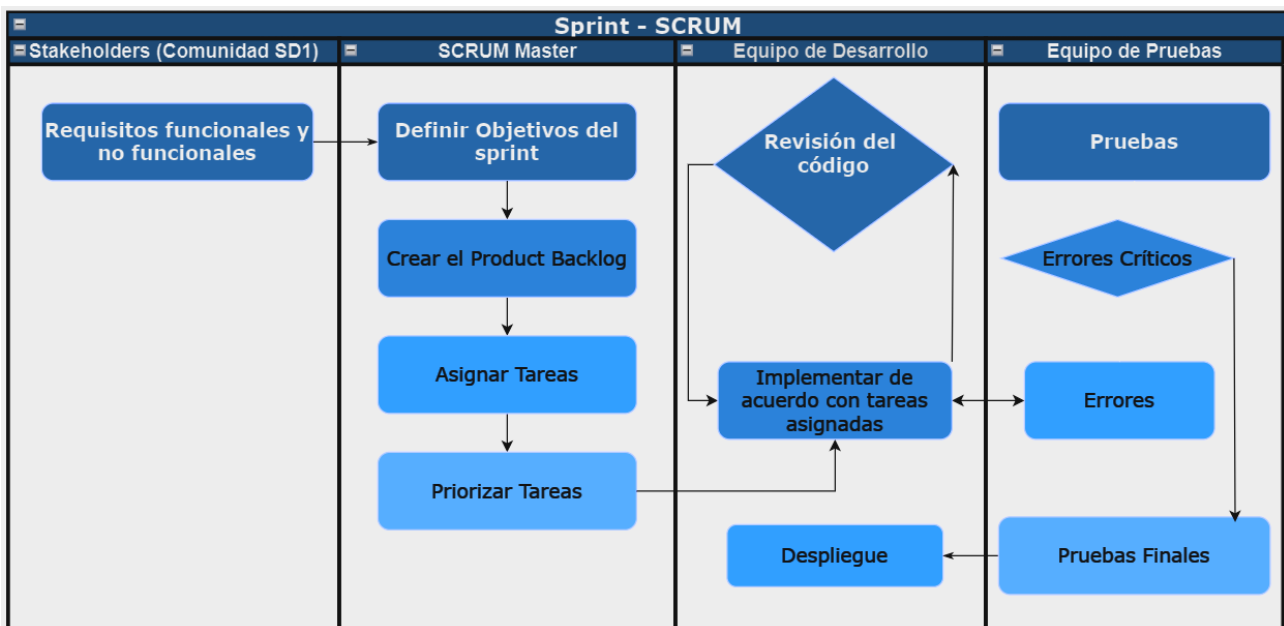 Sprint - SCRUM
Stakeholders (Comunidad SD1)
SCRUM Master
Equipo de Desarrollo
Equipo de Pruebas
Requisitos funcionales y
no funcionales
Definir Objetivos del
sprint
Crear el Product Backlog
Asignar Tareas
Priorizar Tareas
Revisión del
código
Implementar de
acuerdo con tareas
asignadas
Despliegue
Pruebas
Errores Críticos
Errores
Pruebas Finales